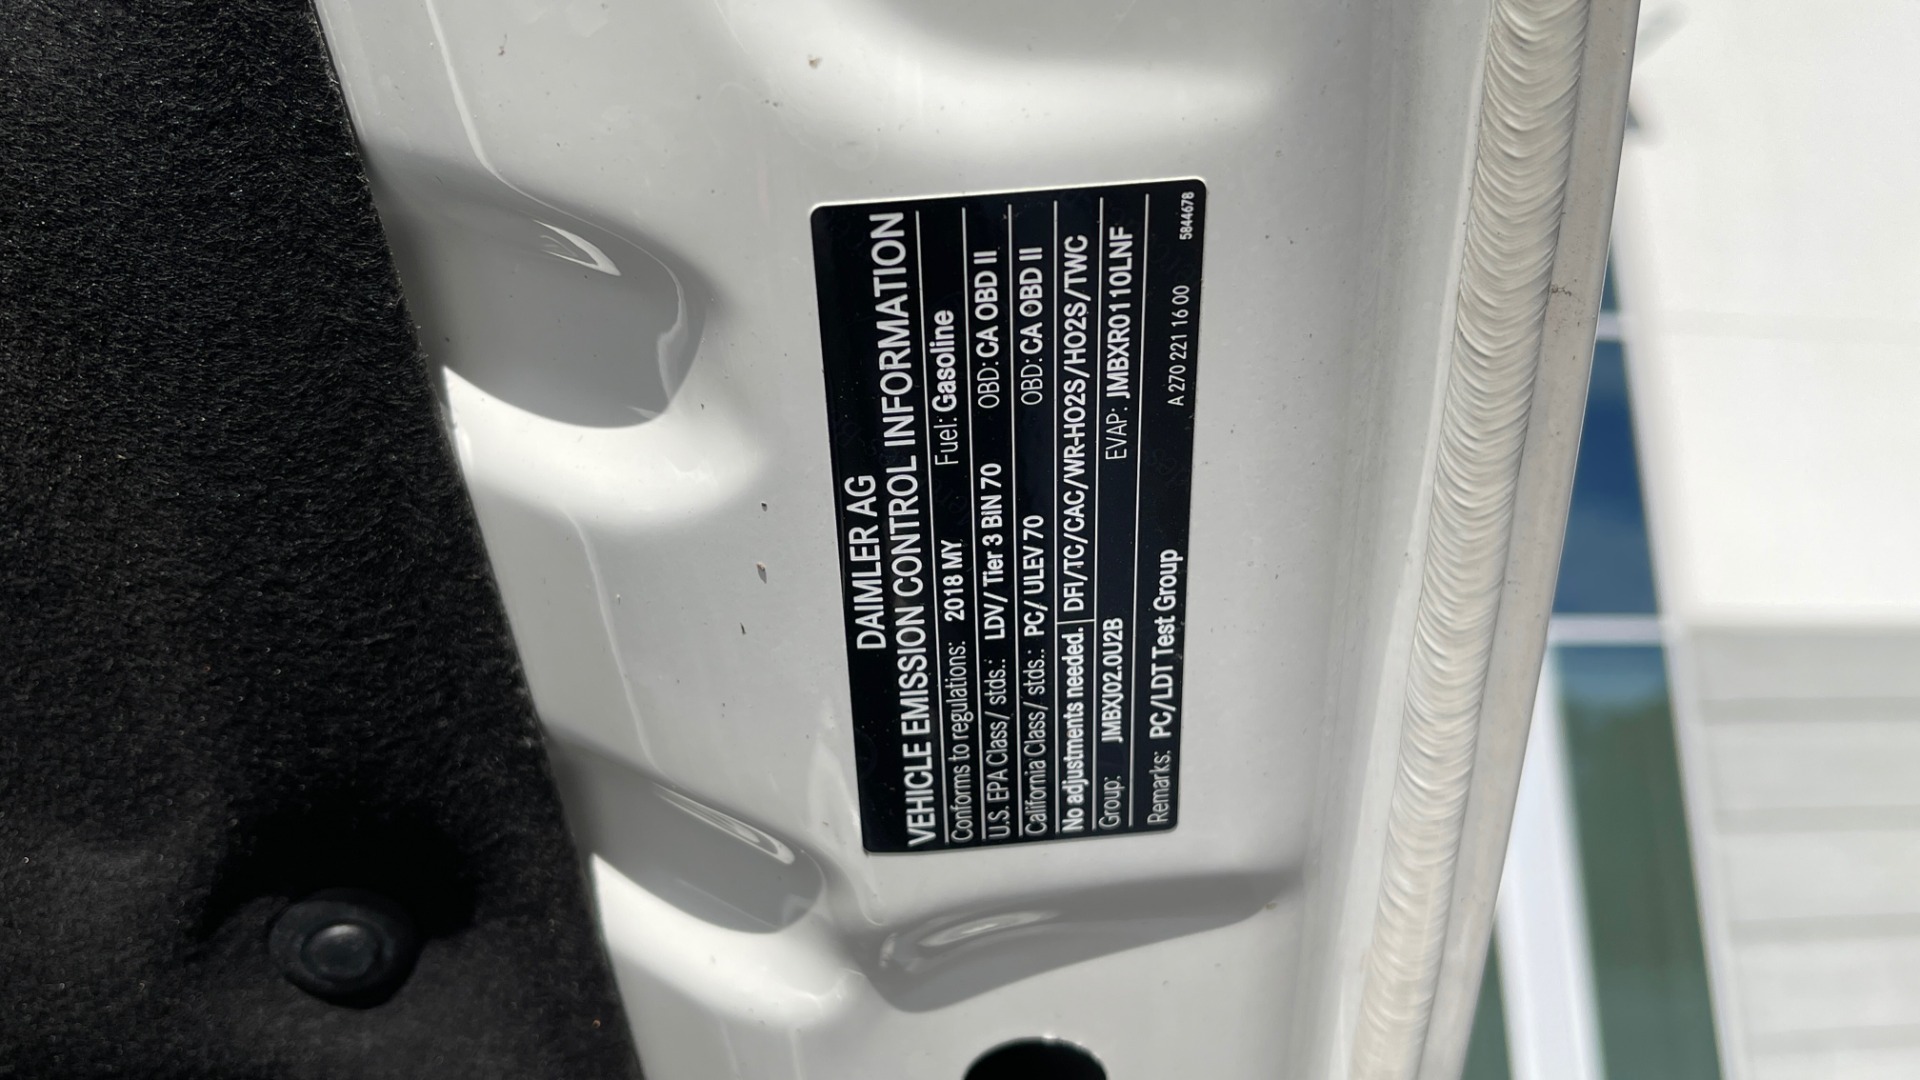 DAIMLER AG
VEHICLE EMISSION CONTROL INFORMATION
Conforms to regulations: 2018 MY Fuel: Gasoline
U.S. EPA Class/ stds.: LDV/ Tier 3 BiN 70 OBD: CA OBD II
California Class/ stds.: PC/ ULEV 70 OBD: CA OBD II
No adjustments needed. DFI/TC/CAC/WR-HO2S/HO2S/TWC
Group: JMBXJ02.0U2B EVAP: JMBXR0110LNF
Remarks: PC/LDT Test Group
A 270 221 16 00 5844678